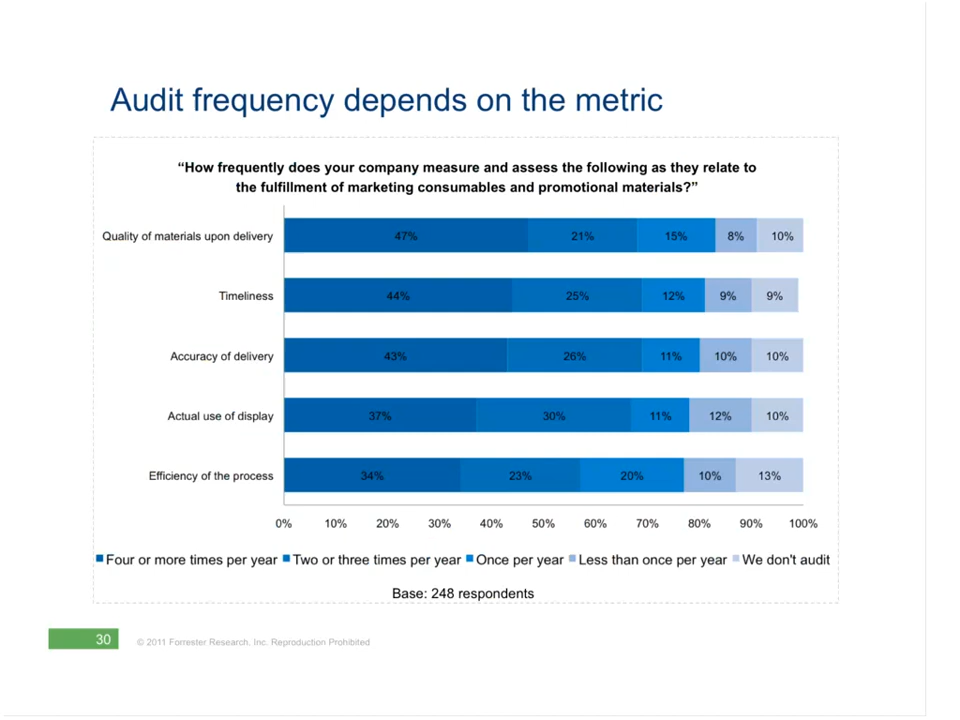 Audit frequency depends on the metric
“How frequently does your company measure and assess the following as they relate to
the fulfillment of marketing consumables and promotional materials?”
Quality of materials upon delivery 47% 21% 15% 8% 10%
Timeliness 44% 25% 12% 9% 9%
Accuracy of delivery 43% 26% 11% 10% 10%
Actual use of display 37% 30% 11% 12% 10%
Efficiency of the process 34% 23% 20% 10% 13%
0% 10% 20% 30% 40% 50% 60% 70% 80% 90% 100%
Four or more times per year Two or three times per year Once per year Less than once per year We don't audit
Base: 248 respondents
30 © 2011 Forrester Research, Inc. Reproduction Prohibited